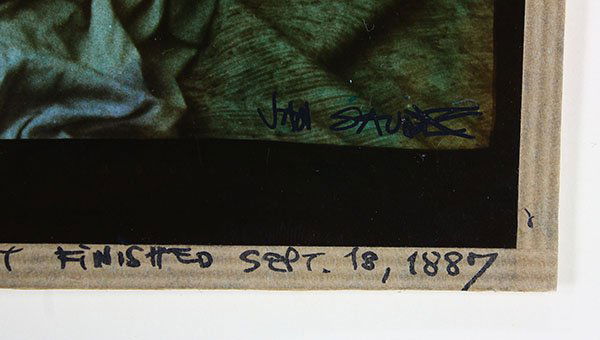 JAN SAUDEK
T FINISHED SEPT. 18, 1887